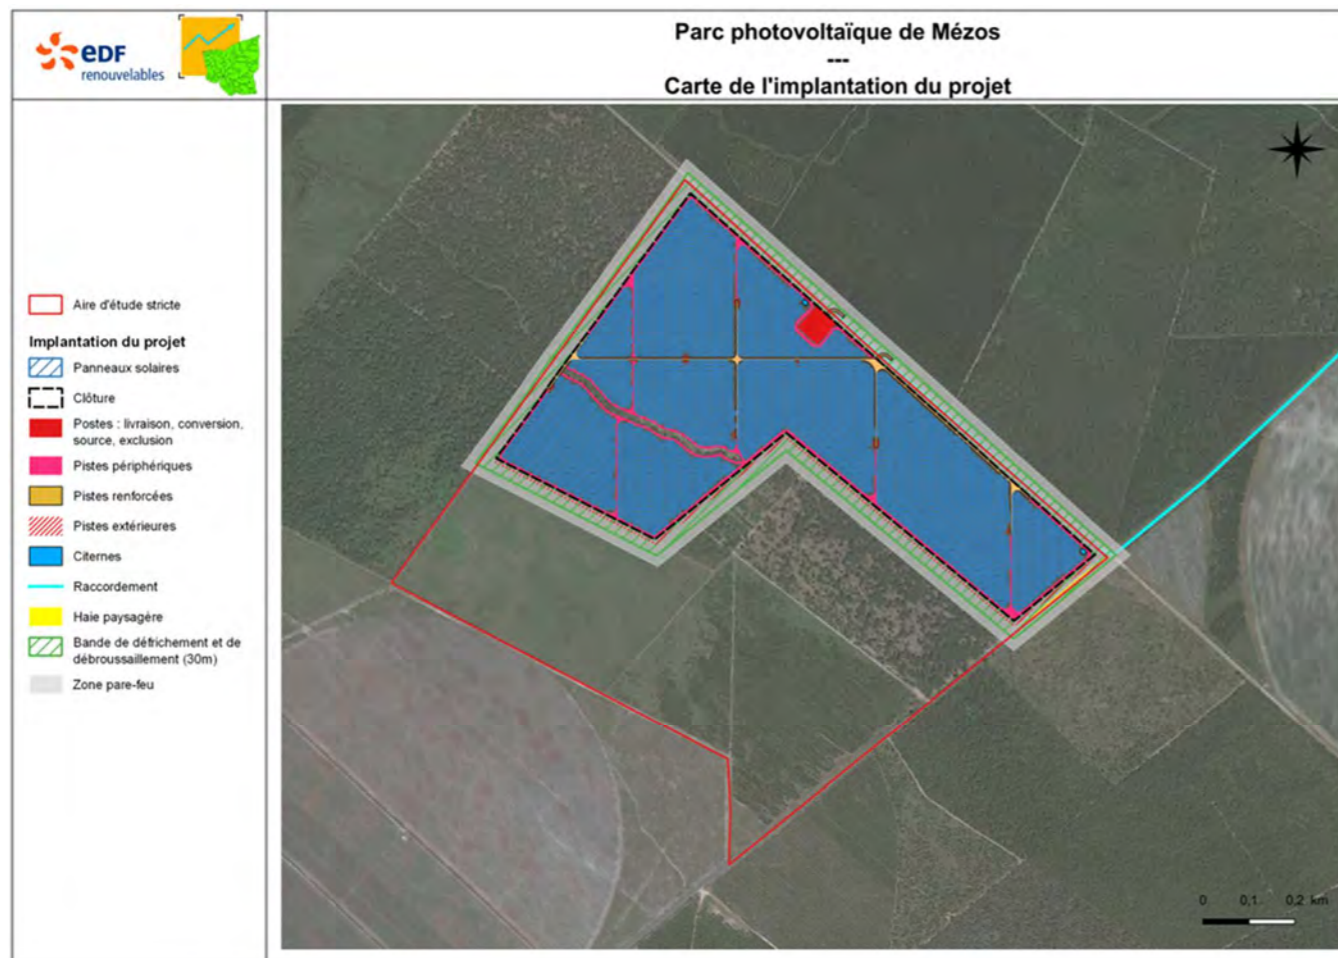 eDF
renouvelables
Parc photovoltaïque de Mézos
---
Carte de l'implantation du projet
Aire d'étude stricte
Implantation du projet
Panneaux solaires
Clôture
Postes : livraison, conversion,
source, exclusion
Pistes périphériques
Pistes renforcées
Pistes extérieures
Citernes
Raccordement
Haie paysagère
Bande de défrichement et de
débroussaillement (30m)
Zone pare-feu
0 0,1 0,2 km